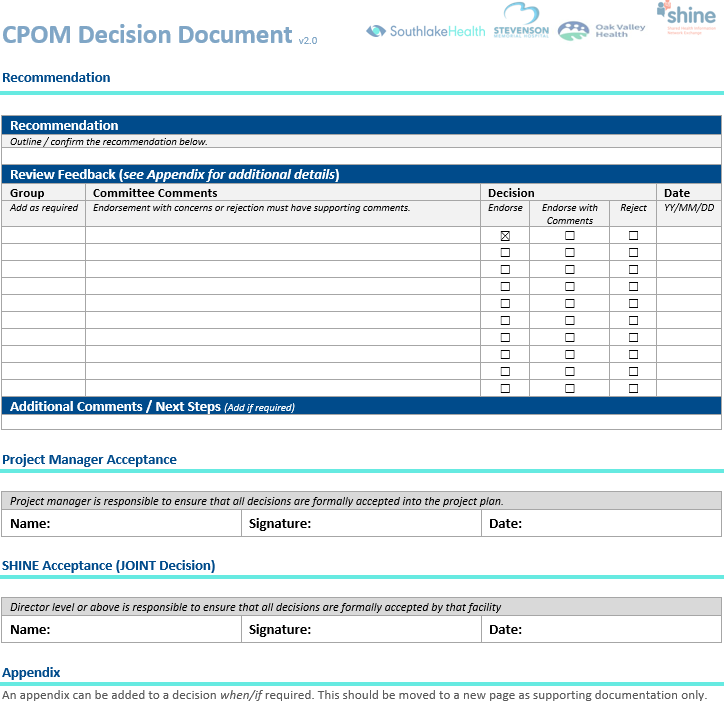 CPOM Decision Document v2.0
SouthlakeHealth
STEVENSON
MEMORIAL HOSPITAL
Oak Valley
Health
shine
Shared Health Information
Network Exchange
Recommendation
Recommendation
Outline / confirm the recommendation below.
Review Feedback (see Appendix for additional details)
Group Committee Comments Decision Date
Add as required Endorsement with concerns or rejection must have supporting comments. Endorse Endorse with Reject YY/MM/DD
Comments
☒ ☐ ☐
☐ ☐ ☐
☐ ☐ ☐
☐ ☐ ☐
☐ ☐ ☐
☐ ☐ ☐
☐ ☐ ☐
☐ ☐ ☐
☐ ☐ ☐
☐ ☐ ☐
Additional Comments / Next Steps (Add if required)
Project Manager Acceptance
Project manager is responsible to ensure that all decisions are formally accepted into the project plan.
Name: Signature: Date:
SHINE Acceptance (JOINT Decision)
Director level or above is responsible to ensure that all decisions are formally accepted by that facility
Name: Signature: Date:
Appendix
An appendix can be added to a decision when/if required. This should be moved to a new page as supporting documentation only.